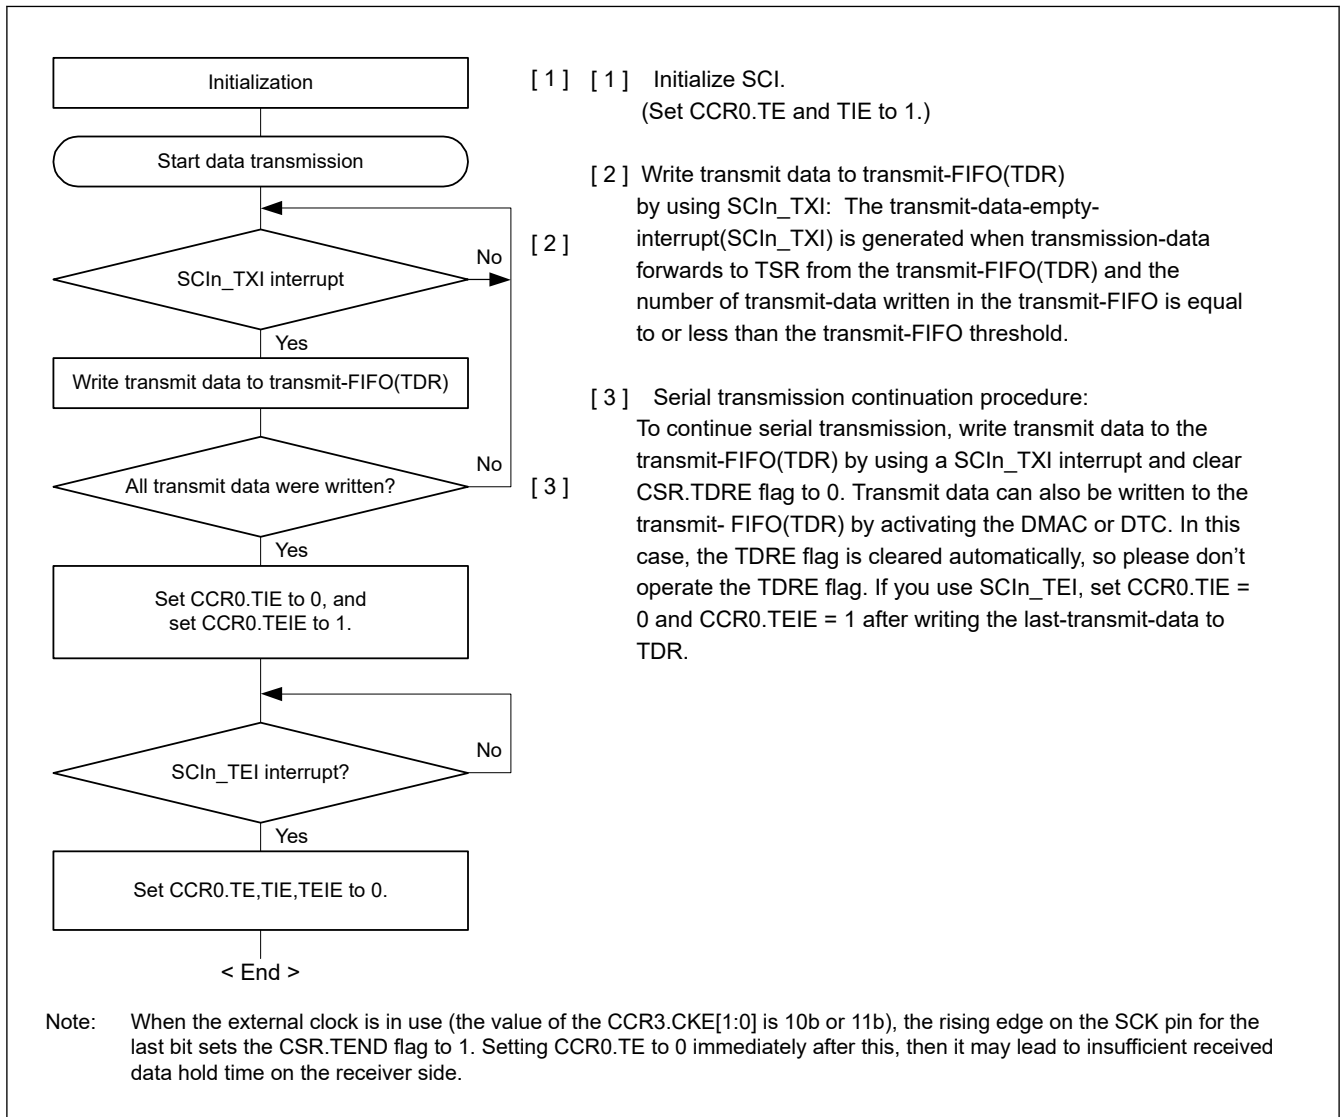 Initialization
[ 1 ]
Start data transmission
SCIn_TXI interrupt
No
[ 2 ]
Yes
Write transmit data to transmit-FIFO(TDR)
All transmit data were written?
No
[ 3 ]
Yes
Set CCR0.TIE to 0, and
set CCR0.TEIE to 1.
SCIn_TEI interrupt?
No
Yes
Set CCR0.TE,TIE,TEIE to 0.
< End >
[ 1 ] Initialize SCI.
(Set CCR0.TE and TIE to 1.)
[ 2 ] Write transmit data to transmit-FIFO(TDR)
by using SCIn_TXI: The transmit-data-empty-
interrupt(SCIn_TXI) is generated when transmission-data
forwards to TSR from the transmit-FIFO(TDR) and the
number of transmit-data written in the transmit-FIFO is equal
to or less than the transmit-FIFO threshold.
[ 3 ] Serial transmission continuation procedure:
To continue serial transmission, write transmit data to the
transmit-FIFO(TDR) by using a SCIn_TXI interrupt and clear
CSR.TDRE flag to 0. Transmit data can also be written to the
transmit- FIFO(TDR) by activating the DMAC or DTC. In this
case, the TDRE flag is cleared automatically, so please don't
operate the TDRE flag. If you use SCIn_TEI, set CCR0.TIE =
0 and CCR0.TEIE = 1 after writing the last-transmit-data to
TDR.
Note: When the external clock is in use (the value of the CCR3.CKE[1:0] is 10b or 11b), the rising edge on the SCK pin for the
last bit sets the CSR.TEND flag to 1. Setting CCR0.TE to 0 immediately after this, then it may lead to insufficient received
data hold time on the receiver side.